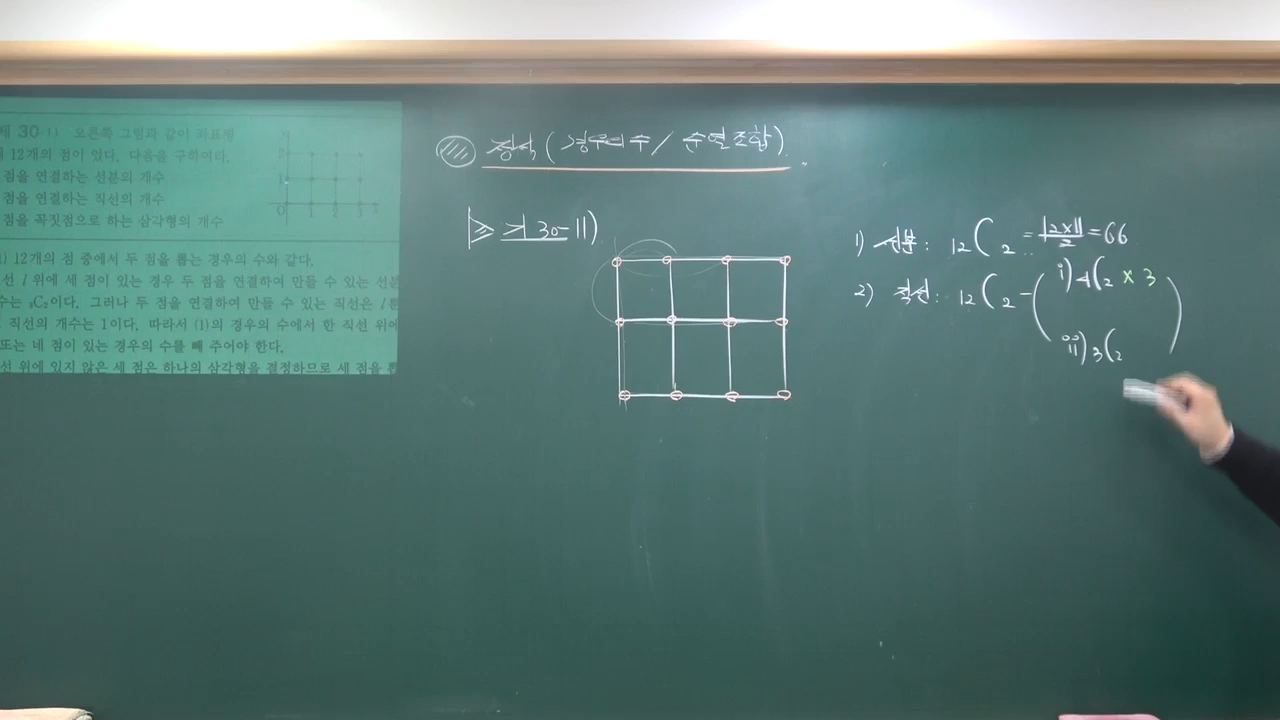 제 30-11 오른쪽 그림과 같이 좌표평
12개의 점이 있다. 다음을 구하여라.
점을 연결하는 선분의 개수
점을 연결하는 직선의 개수
점을 꼭짓점으로 하는 삼각형의 개수
O 1 2 3
1) 12개의 점 중에서 두 점을 뽑는 경우의 수와 같다.
선 l 위에 세 점이 있는 경우 두 점을 연결하여 만들 수 있는 선분
수는 ₃C₂이다. 그러나 두 점을 연결하여 만들 수 있는 직선은 l뿐
직선의 개수는 1이다. 따라서 (1)의 경우의 수에서 한 직선 위에
또는 네 점이 있는 경우의 수를 빼 주어야 한다.
선 위에 있지 않은 세 점은 하나의 삼각형을 결정하므로 세 점을
정석 (경우의 수 / 순열조합)
30-11)
1) 선분 : ₁₂C₂ = 12×11/2 = 66
2) 직선 : ₁₂C₂ - ( i) ₄C₂ × 3
ii) ₃C₂ )